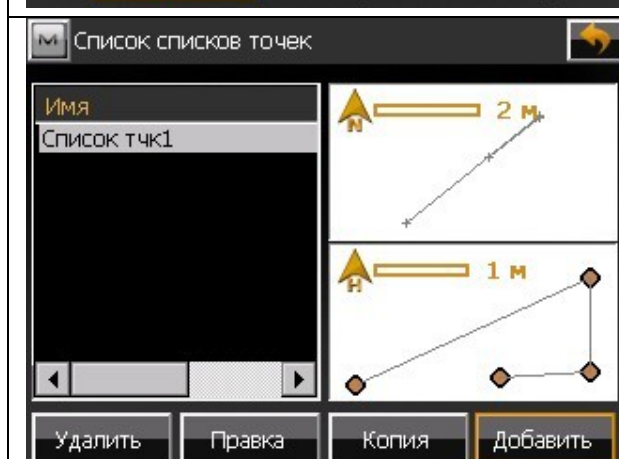 Список списков точек
Имя
Список тчк1
N
2 м
H
1 м
Удалить
Правка
Копия
Добавить